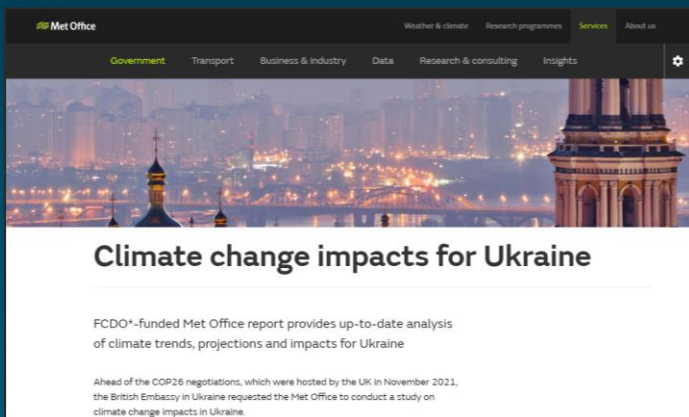 Met Office
Weather & climate Research programmes Services About us
Government Transport Business & industry Data Research & consulting Insights
Climate change impacts for Ukraine
FCDO*-funded Met Office report provides up-to-date analysis
of climate trends, projections and impacts for Ukraine
Ahead of the COP26 negotiations, which were hosted by the UK in November 2021,
the British Embassy in Ukraine requested the Met Office to conduct a study on
climate change impacts in Ukraine.